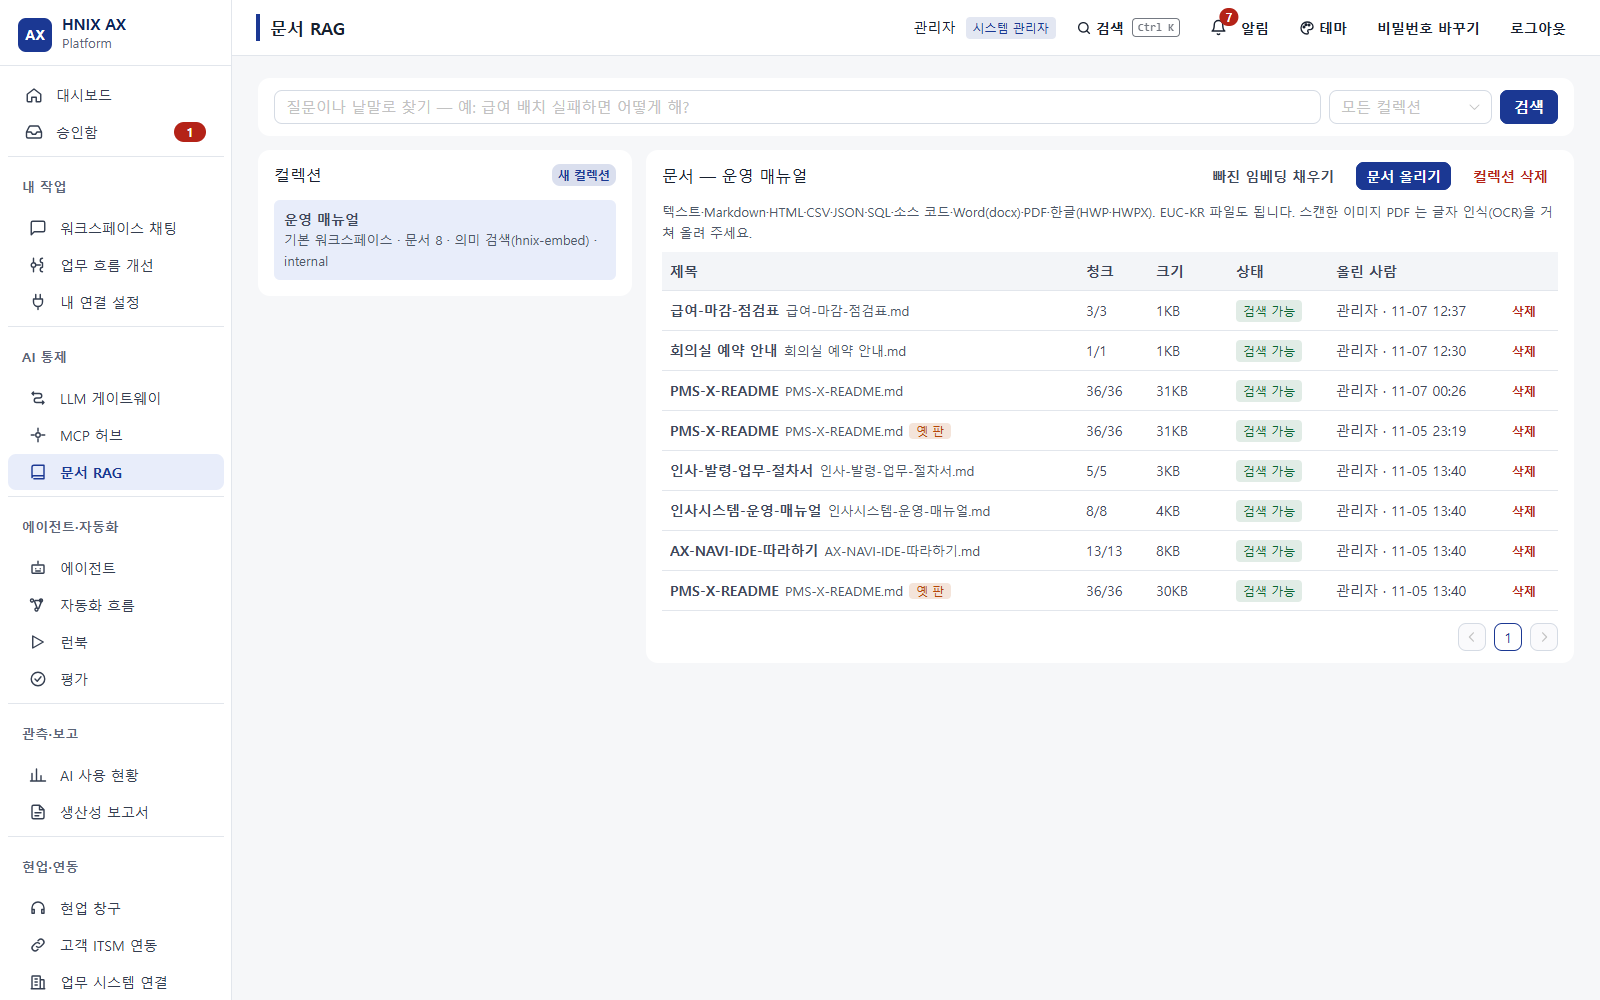 AX
HNIX AX
Platform
대시보드
승인함 1
내 작업
워크스페이스 채팅
업무 흐름 개선
내 연결 설정
AI 통제
LLM 게이트웨이
MCP 허브
문서 RAG
에이전트·자동화
에이전트
자동화 흐름
런북
평가
관측·보고
AI 사용 현황
생산성 보고서
현업·연동
현업 창구
고객 ITSM 연동
업무 시스템 연결
문서 RAG
관리자 시스템 관리자 검색 Ctrl K 7 알림 테마 비밀번호 바꾸기 로그아웃
질문이나 낱말로 찾기 — 예: 급여 배치 실패하면 어떻게 해? 모든 컬렉션 검색
컬렉션 새 컬렉션
운영 매뉴얼
기본 워크스페이스 · 문서 8 · 의미 검색(hnix-embed) ·
internal
문서 — 운영 매뉴얼 빠진 임베딩 채우기 문서 올리기 컬렉션 삭제
텍스트·Markdown·HTML·CSV·JSON·SQL·소스 코드·Word(docx)·PDF·한글(HWP·HWPX). EUC-KR 파일도 됩니다. 스캔한 이미지 PDF 는 글자 인식(OCR)을 거
쳐 올려 주세요.
제목 청크 크기 상태 올린 사람
급여-마감-점검표 급여-마감-점검표.md 3/3 1KB 검색 가능 관리자 · 11-07 12:37 삭제
회의실 예약 안내 회의실 예약 안내.md 1/1 1KB 검색 가능 관리자 · 11-07 12:30 삭제
PMS-X-README PMS-X-README.md 36/36 31KB 검색 가능 관리자 · 11-07 00:26 삭제
PMS-X-README PMS-X-README.md 옛 판 36/36 31KB 검색 가능 관리자 · 11-05 23:19 삭제
인사-발령-업무-절차서 인사-발령-업무-절차서.md 5/5 3KB 검색 가능 관리자 · 11-05 13:40 삭제
인사시스템-운영-매뉴얼 인사시스템-운영-매뉴얼.md 8/8 4KB 검색 가능 관리자 · 11-05 13:40 삭제
AX-NAVI-IDE-따라하기 AX-NAVI-IDE-따라하기.md 13/13 8KB 검색 가능 관리자 · 11-05 13:40 삭제
PMS-X-README PMS-X-README.md 옛 판 36/36 30KB 검색 가능 관리자 · 11-05 13:40 삭제
1